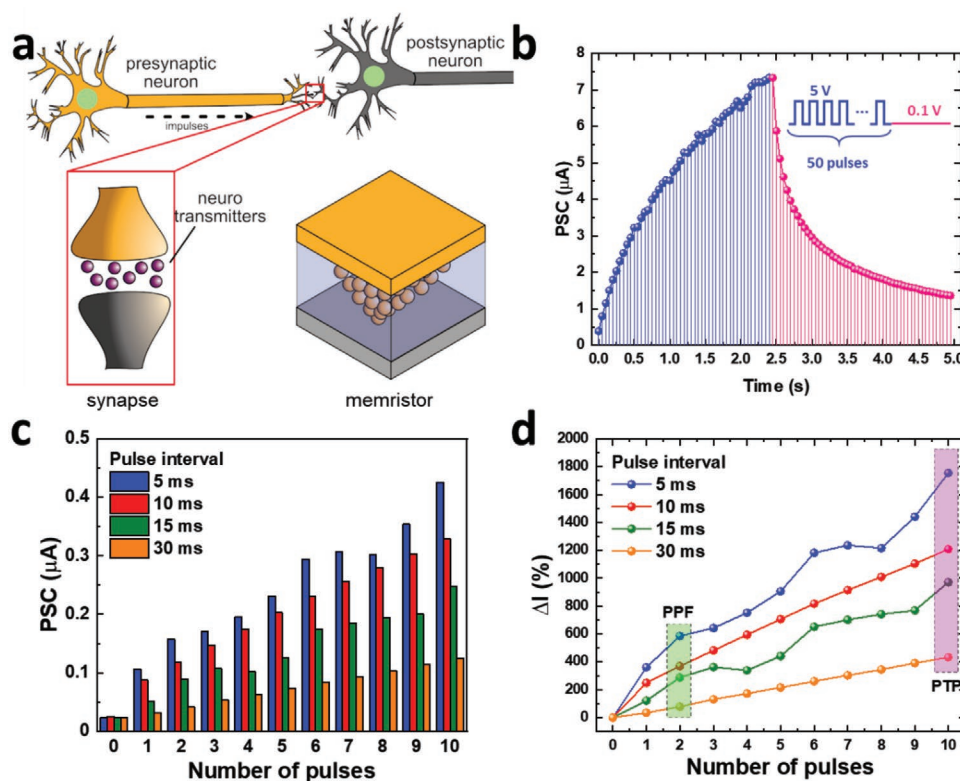 a
presynaptic
neuron
postsynaptic
neuron
impulses
neuro
transmitters
synapse
memristor
b
PSC (μA)
8
7
6
5
4
3
2
1
0
5 V
...
0.1 V
50 pulses
0.0 0.5 1.0 1.5 2.0 2.5 3.0 3.5 4.0 4.5 5.0
Time (s)
c
PSC (μA)
0.5
0.4
0.3
0.2
0.1
0.0
Pulse interval
5 ms
10 ms
15 ms
30 ms
0 1 2 3 4 5 6 7 8 9 10
Number of pulses
d
ΔI (%)
2000
1800
1600
1400
1200
1000
800
600
400
200
0
Pulse interval
5 ms
10 ms
15 ms
30 ms
PPF
PTP
0 1 2 3 4 5 6 7 8 9 10
Number of pulses